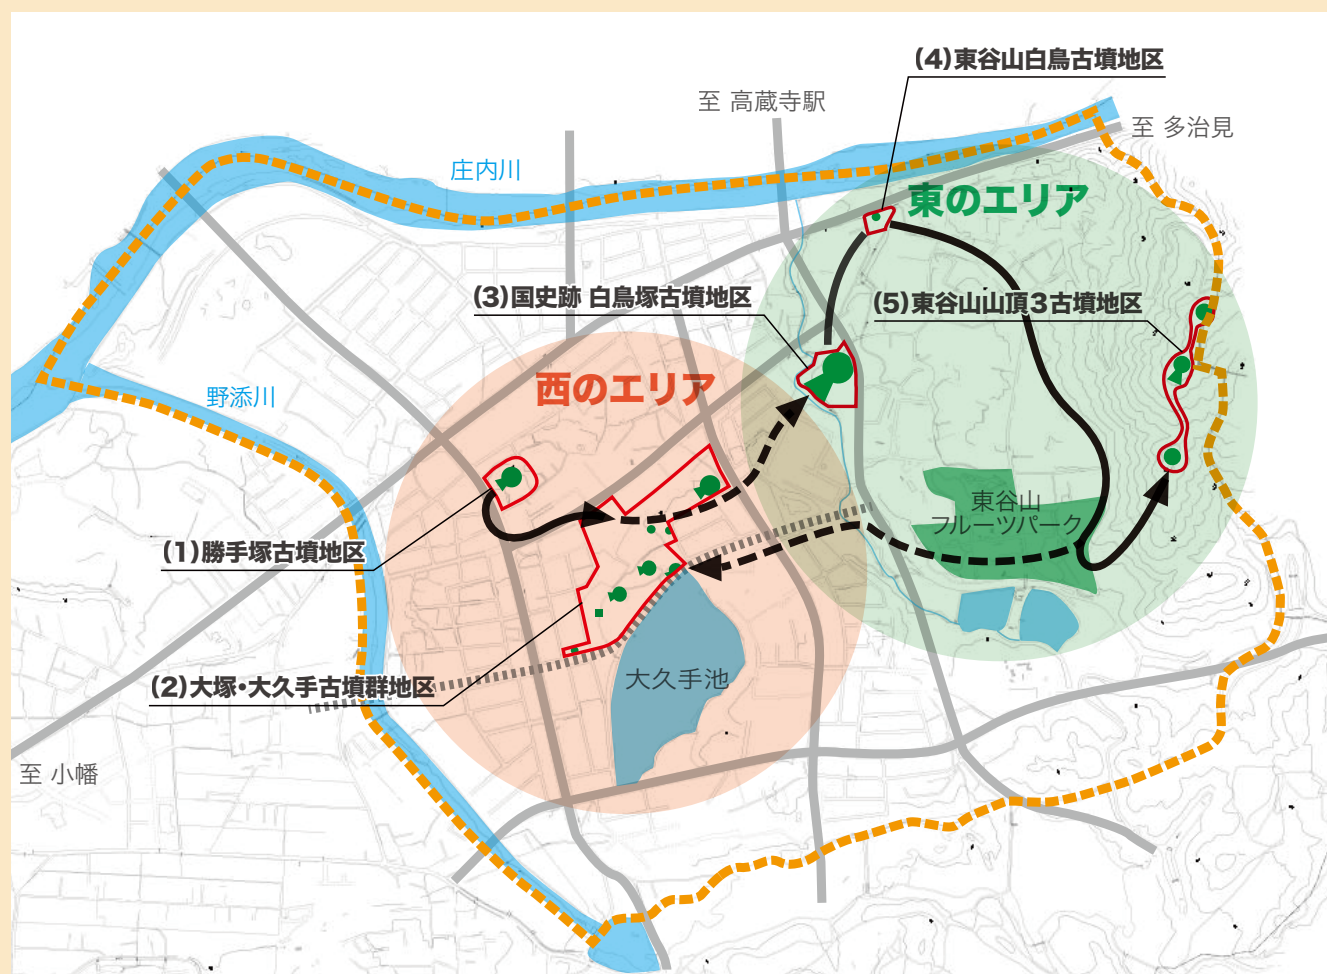 (4)東谷山白鳥古墳地区
至 高蔵寺駅
至 多治見
庄内川
東のエリア
(3)国史跡 白鳥塚古墳地区
(5)東谷山山頂3古墳地区
西のエリア
野添川
東谷山
フルーツパーク
(1)勝手塚古墳地区
大久手池
(2)大塚・大久手古墳群地区
至 小幡